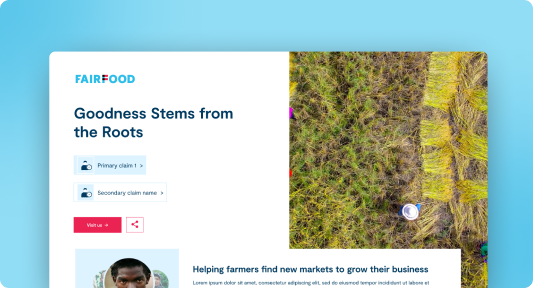 FAIRFOOD
Goodness Stems from
the Roots
Primary claim 1 >
Secondary claim name >
Visit us →
Helping farmers find new markets to grow their business
Lorem ipsum dolor sit amet, consectetur adipiscing elit, sed do eiusmod tempor incididunt ut labore et